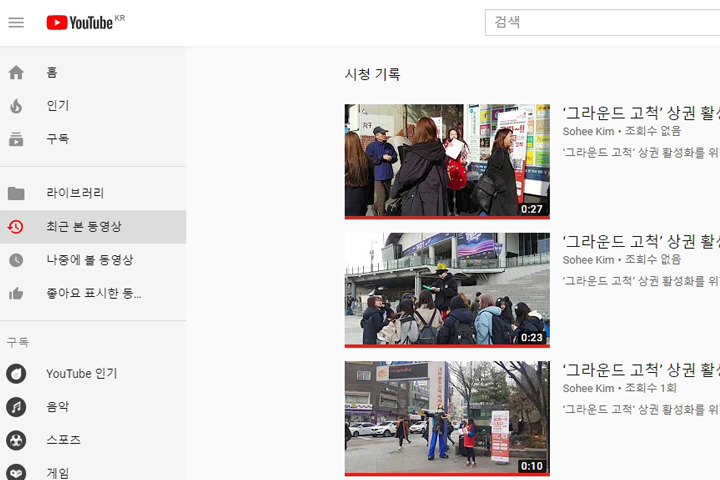 YouTube KR
검색
홈
인기
구독
라이브러리
최근 본 동영상
나중에 볼 동영상
좋아요 표시한 동...
구독
YouTube 인기
음악
스포츠
게임
시청 기록
'그라운드 고척' 상권 활성
Sohee Kim • 조회수 없음
'그라운드 고척' 상권 활성화를 위
0:27
'그라운드 고척' 상권 활성
Sohee Kim • 조회수 없음
'그라운드 고척' 상권 활성화를 위
0:23
'그라운드 고척' 상권 활성
Sohee Kim • 조회수 1회
'그라운드 고척' 상권 활성화를 위
0:10